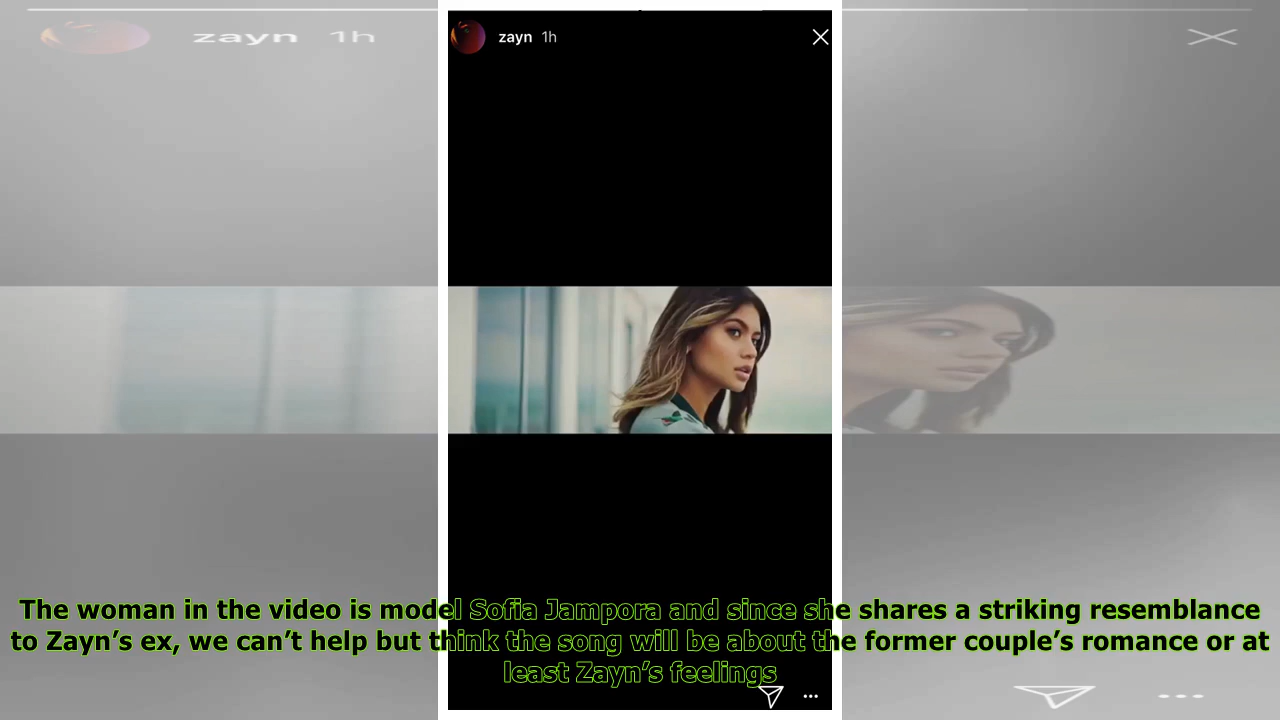 zayn 1h
zayn 1h
The woman in the video is model Sofia Jampora and since she shares a striking resemblance
to Zayn’s ex, we can’t help but think the song will be about the former couple’s romance or at
least Zayn’s feelings